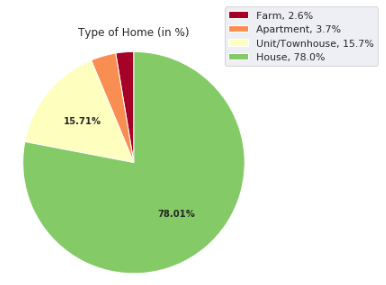 Type of Home (in %)
Farm, 2.6%
Apartment, 3.7%
Unit/Townhouse, 15.7%
House, 78.0%
15.71%
78.01%